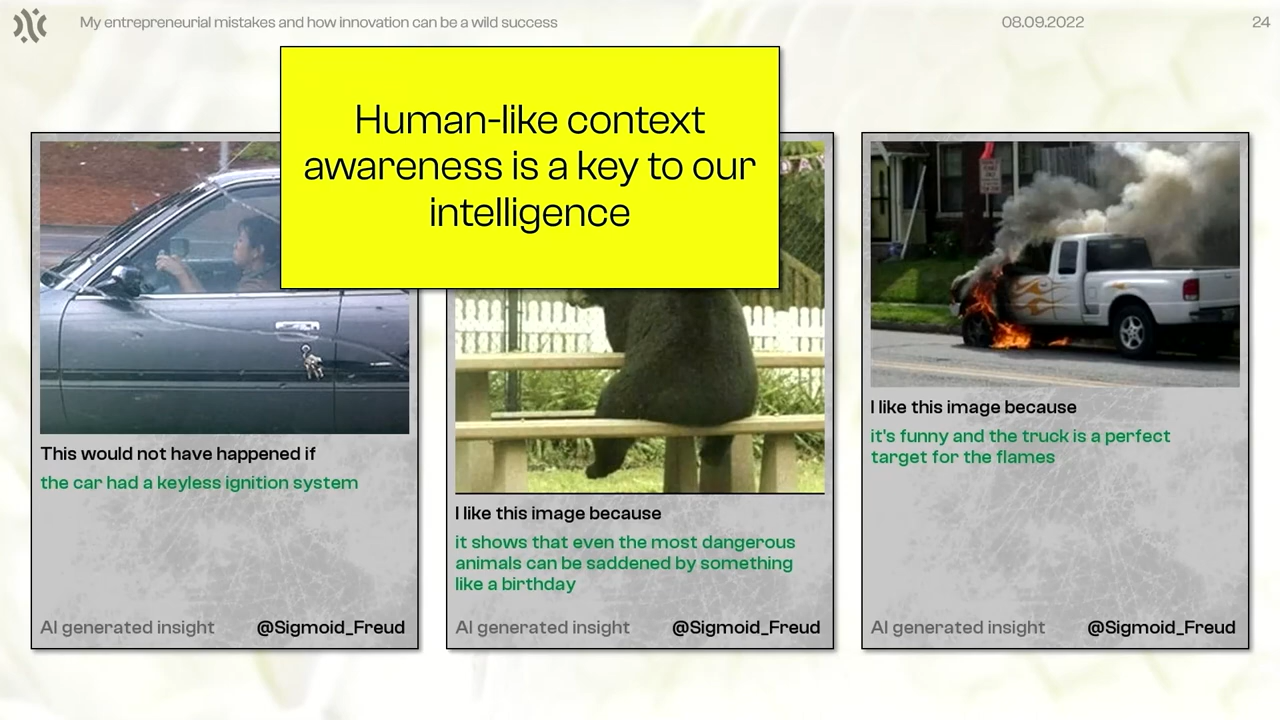 My entrepreneurial mistakes and how innovation can be a wild success
08.09.2022
24
Human-like context
awareness is a key to our
intelligence
This would not have happened if
the car had a keyless ignition system
AI generated insight
@Sigmoid_Freud
I like this image because
it shows that even the most dangerous
animals can be saddened by something
like a birthday
AI generated insight
@Sigmoid_Freud
I like this image because
it's funny and the truck is a perfect
target for the flames
AI generated insight
@Sigmoid_Freud